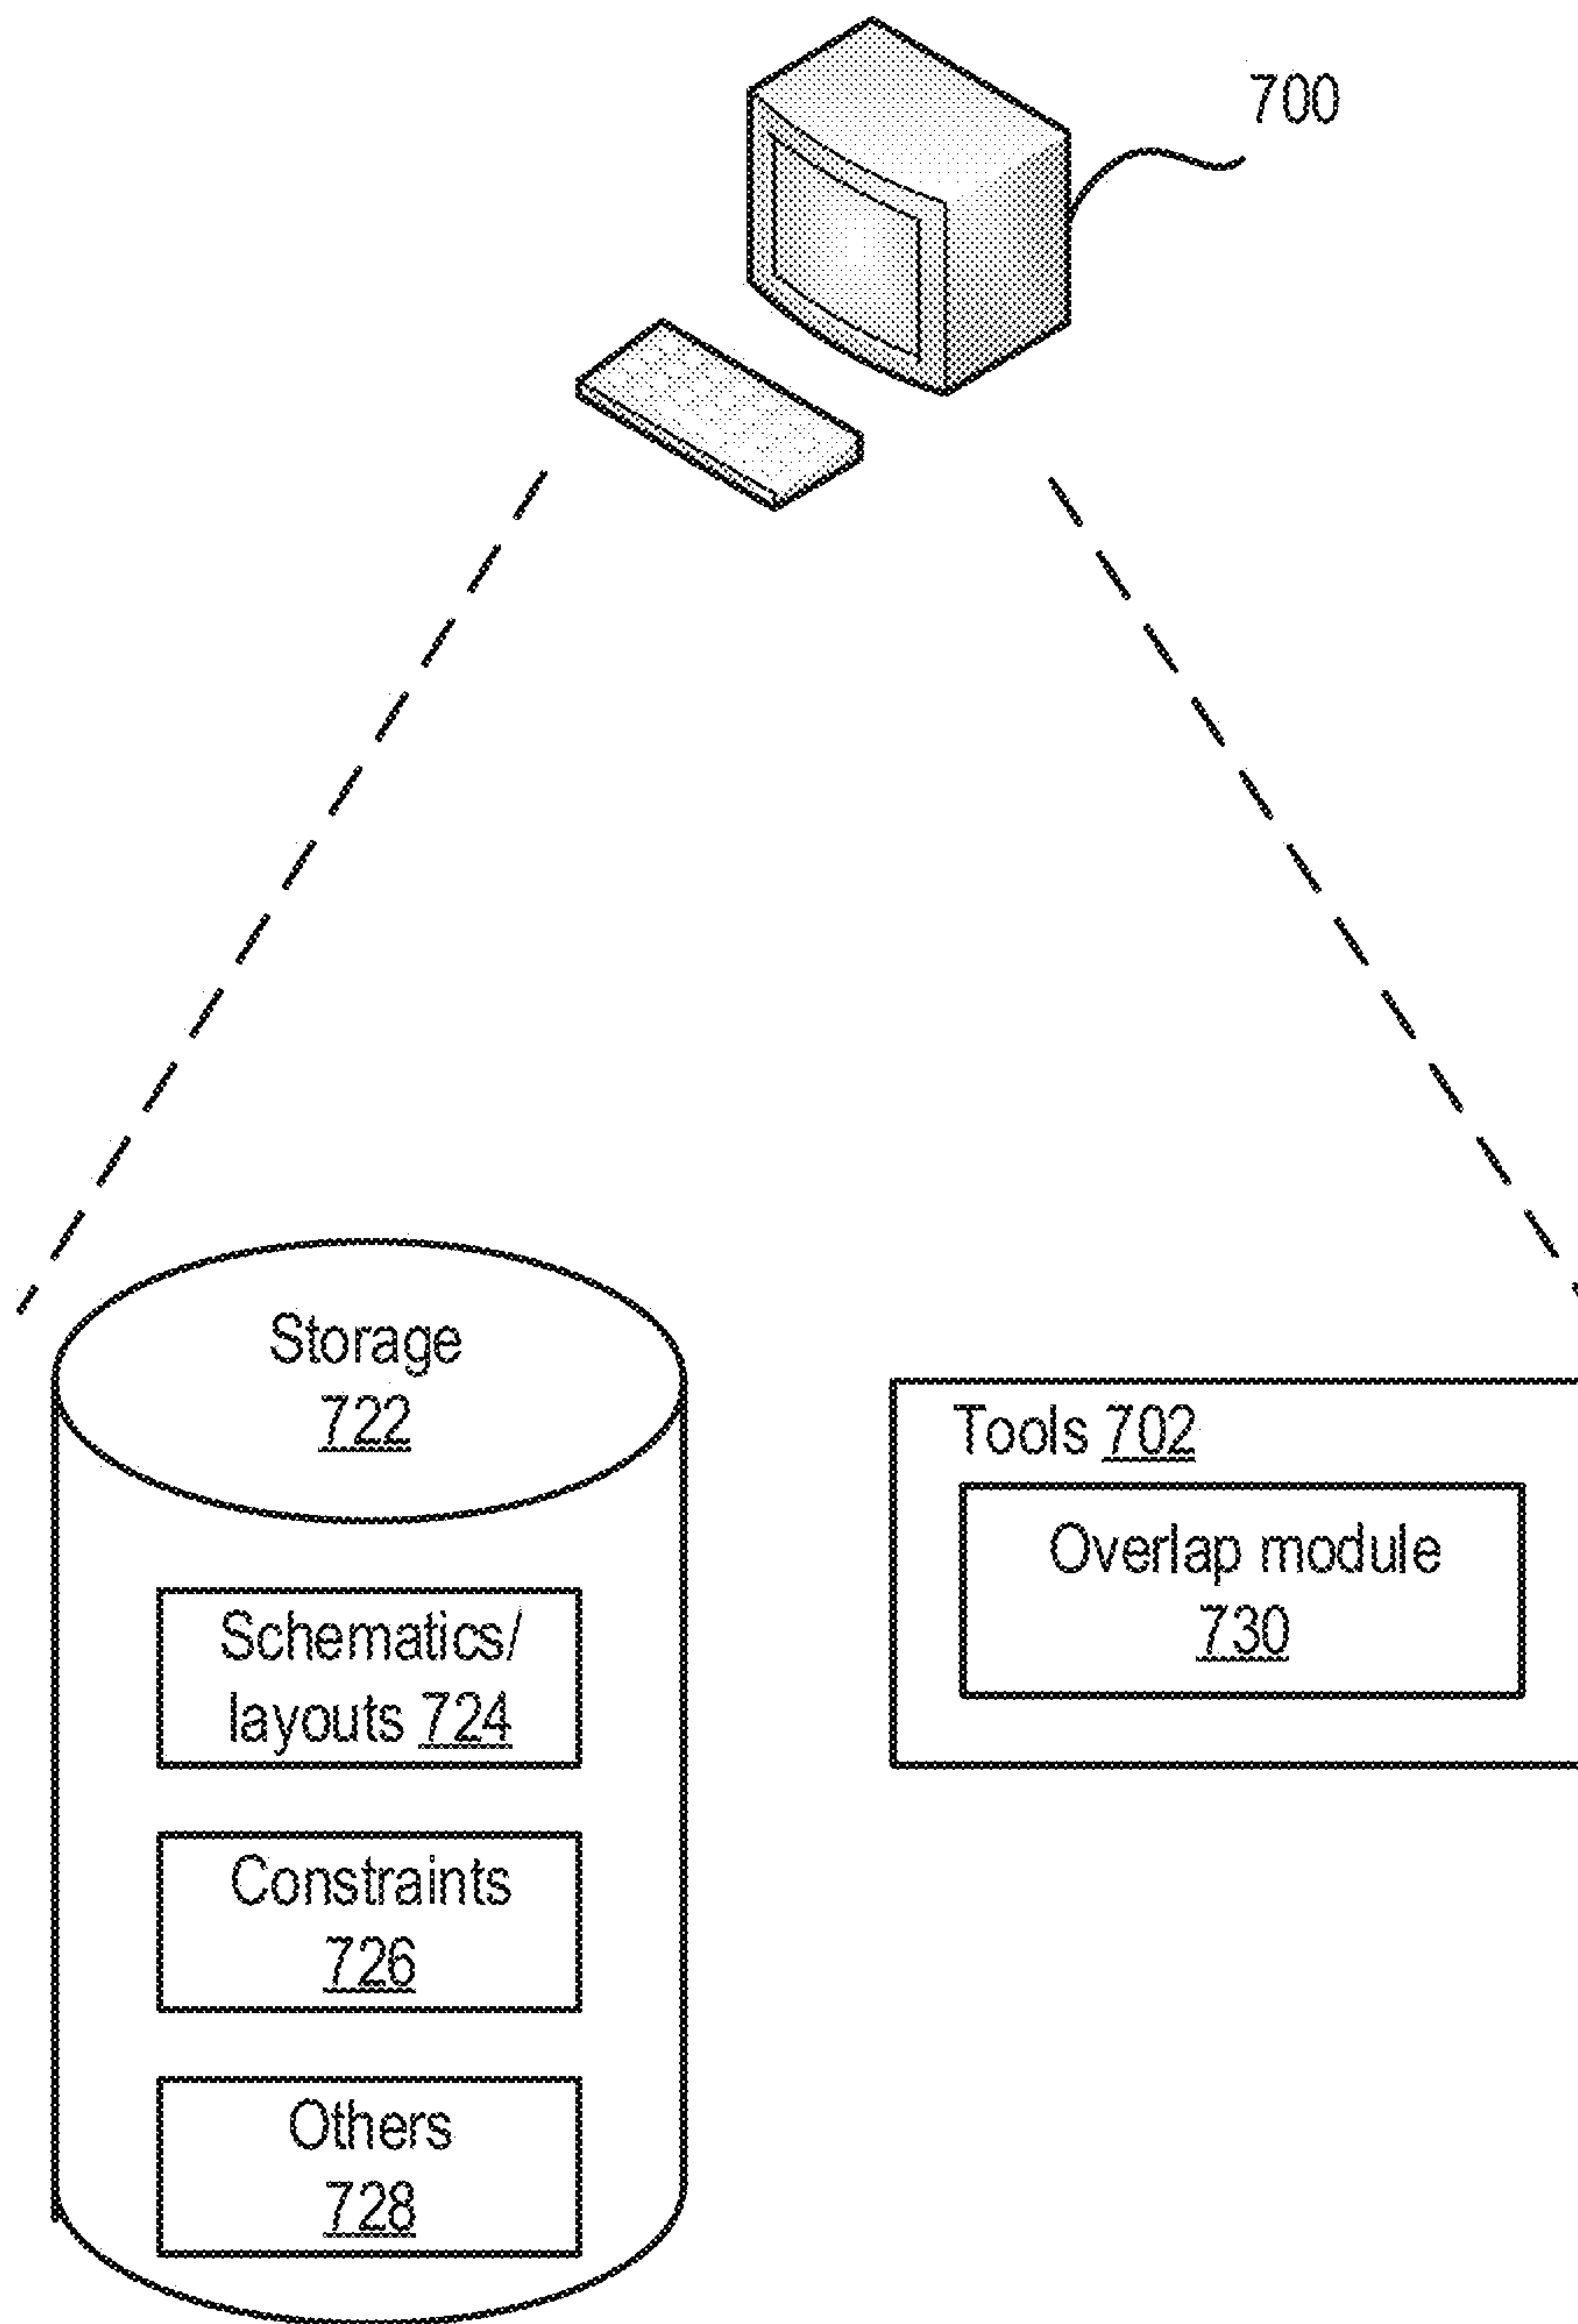 700
Storage
722
Tools 702
Overlap module
730
Schematics/
layouts 724
Constraints
726
Others
728